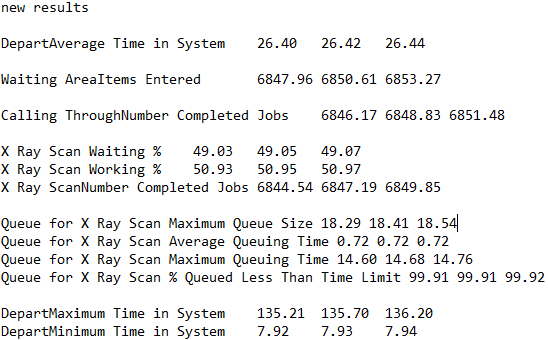 new results
DepartAverage Time in System 26.40 26.42 26.44
Waiting AreaItems Entered 6847.96 6850.61 6853.27
Calling ThroughNumber Completed Jobs 6846.17 6848.83 6851.48
X Ray Scan Waiting % 49.03 49.05 49.07
X Ray Scan Working % 50.93 50.95 50.97
X Ray ScanNumber Completed Jobs 6844.54 6847.19 6849.85
Queue for X Ray Scan Maximum Queue Size 18.29 18.41 18.54
Queue for X Ray Scan Average Queuing Time 0.72 0.72 0.72
Queue for X Ray Scan Maximum Queuing Time 14.60 14.68 14.76
Queue for X Ray Scan % Queued Less Than Time Limit 99.91 99.91 99.92
DepartMaximum Time in System 135.21 135.70 136.20
DepartMinimum Time in System 7.92 7.93 7.94